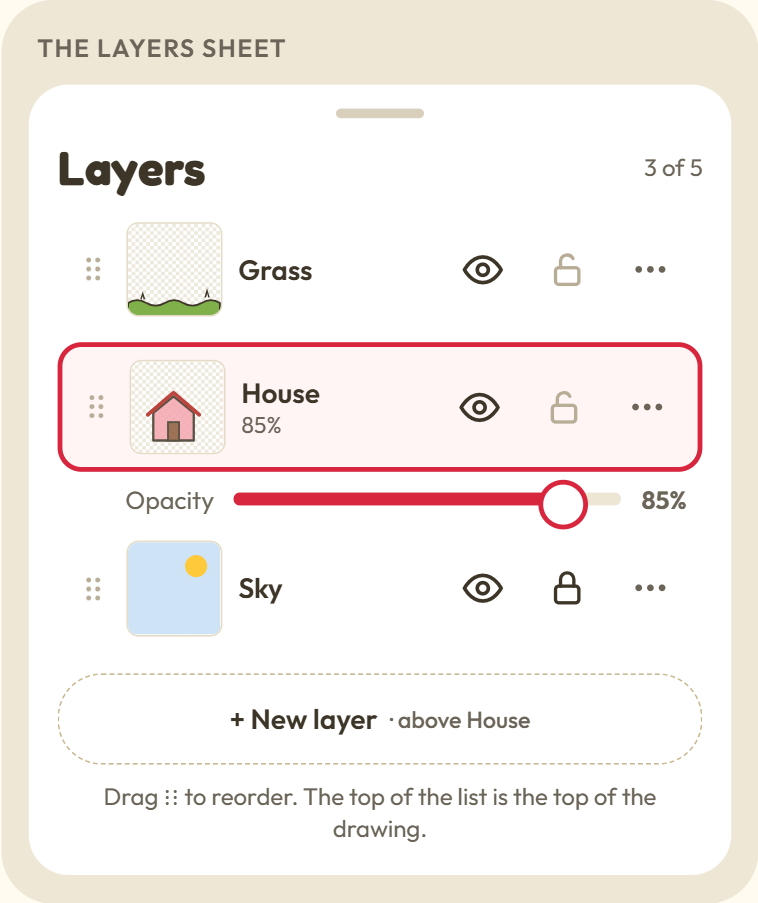 THE LAYERS SHEET
Layers
3 of 5
Grass
House
85%
Opacity
85%
Sky
+ New layer · above House
Drag ⁝⁝ to reorder. The top of the list is the top of the
drawing.